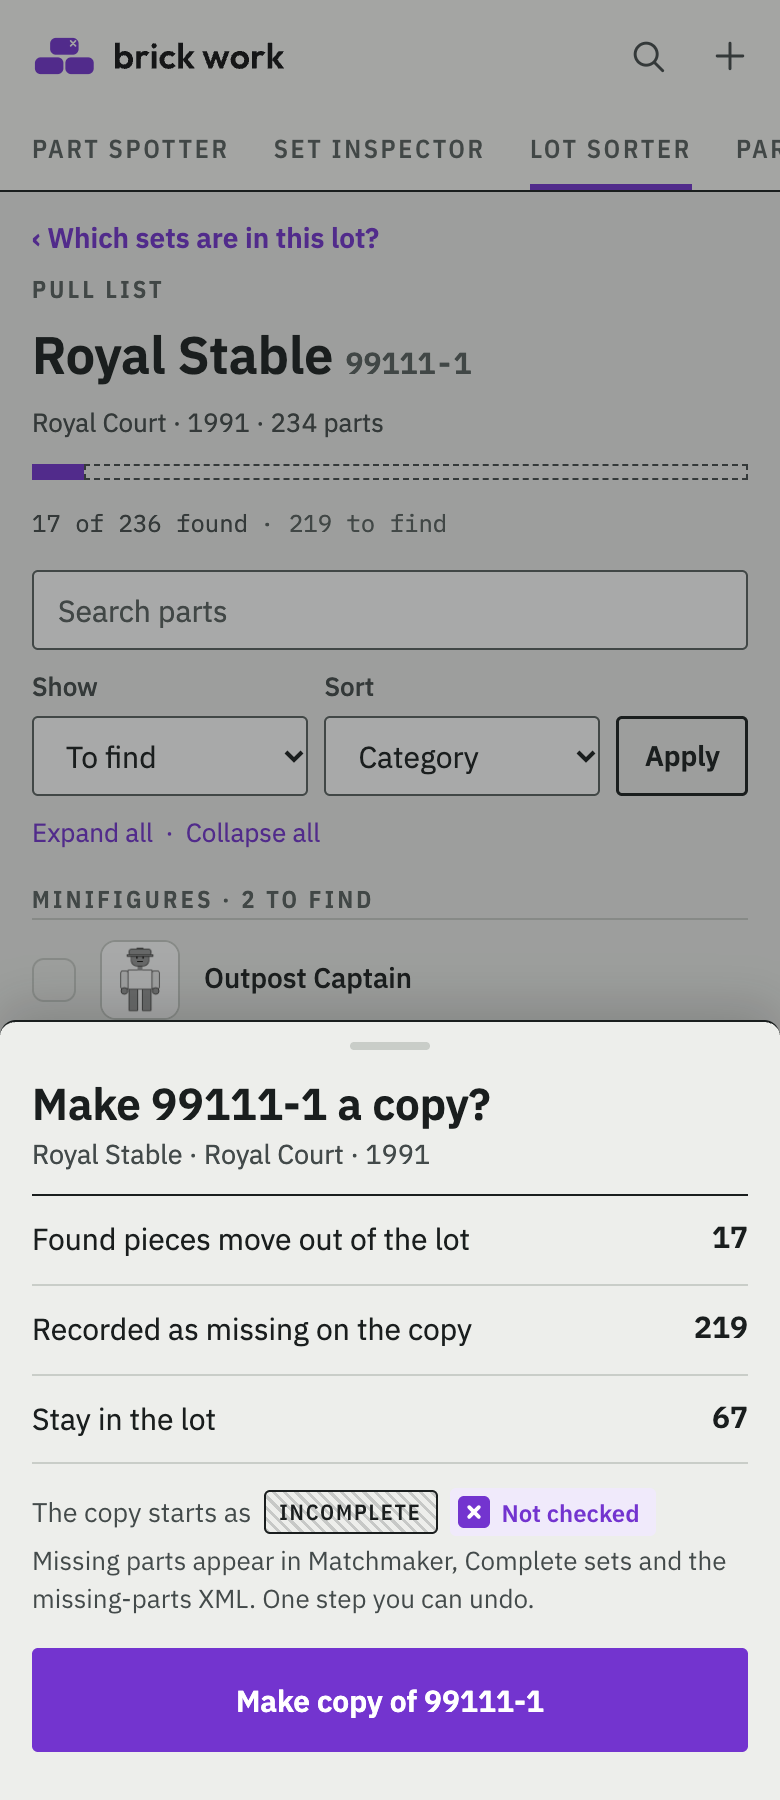 brick work
PART SPOTTER SET INSPECTOR LOT SORTER PAR
‹ Which sets are in this lot?
PULL LIST
Royal Stable 99111-1
Royal Court · 1991 · 234 parts
17 of 236 found · 219 to find
Search parts
Show Sort
To find Category Apply
Expand all · Collapse all
MINIFIGURES · 2 TO FIND
Outpost Captain
Make 99111-1 a copy?
Royal Stable · Royal Court · 1991
Found pieces move out of the lot 17
Recorded as missing on the copy 219
Stay in the lot 67
The copy starts as INCOMPLETE Not checked
Missing parts appear in Matchmaker, Complete sets and the
missing-parts XML. One step you can undo.
Make copy of 99111-1